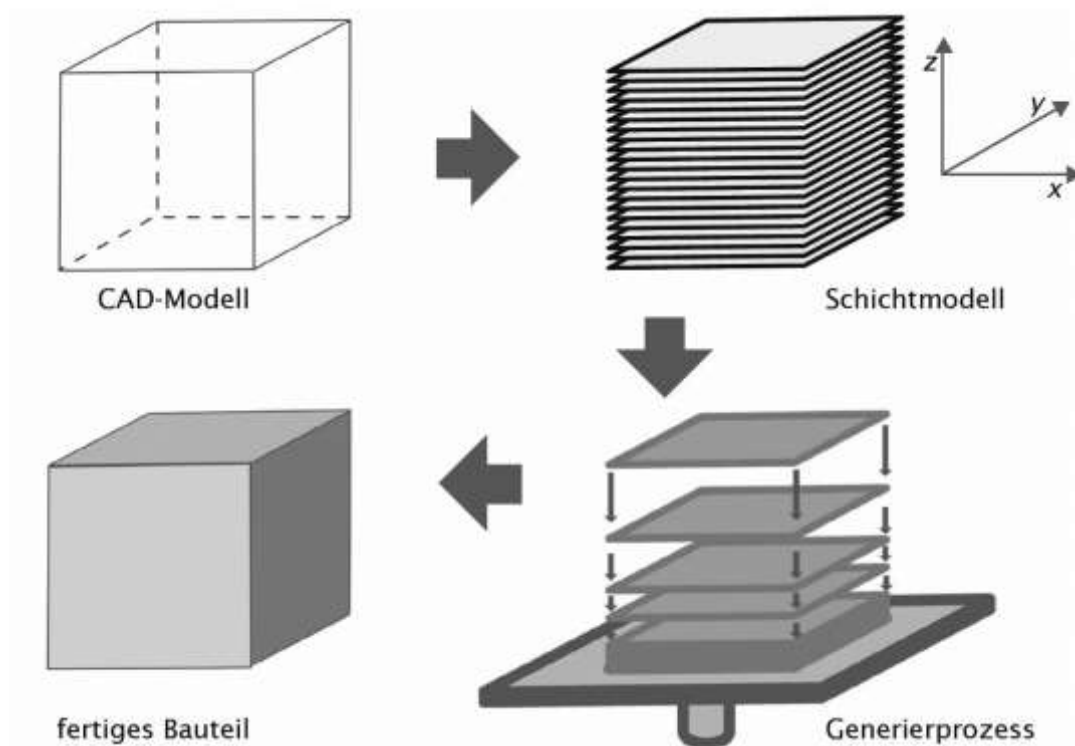 CAD-Modell
z
y
x
Schichtmodell
fertiges Bauteil
Generierprozess